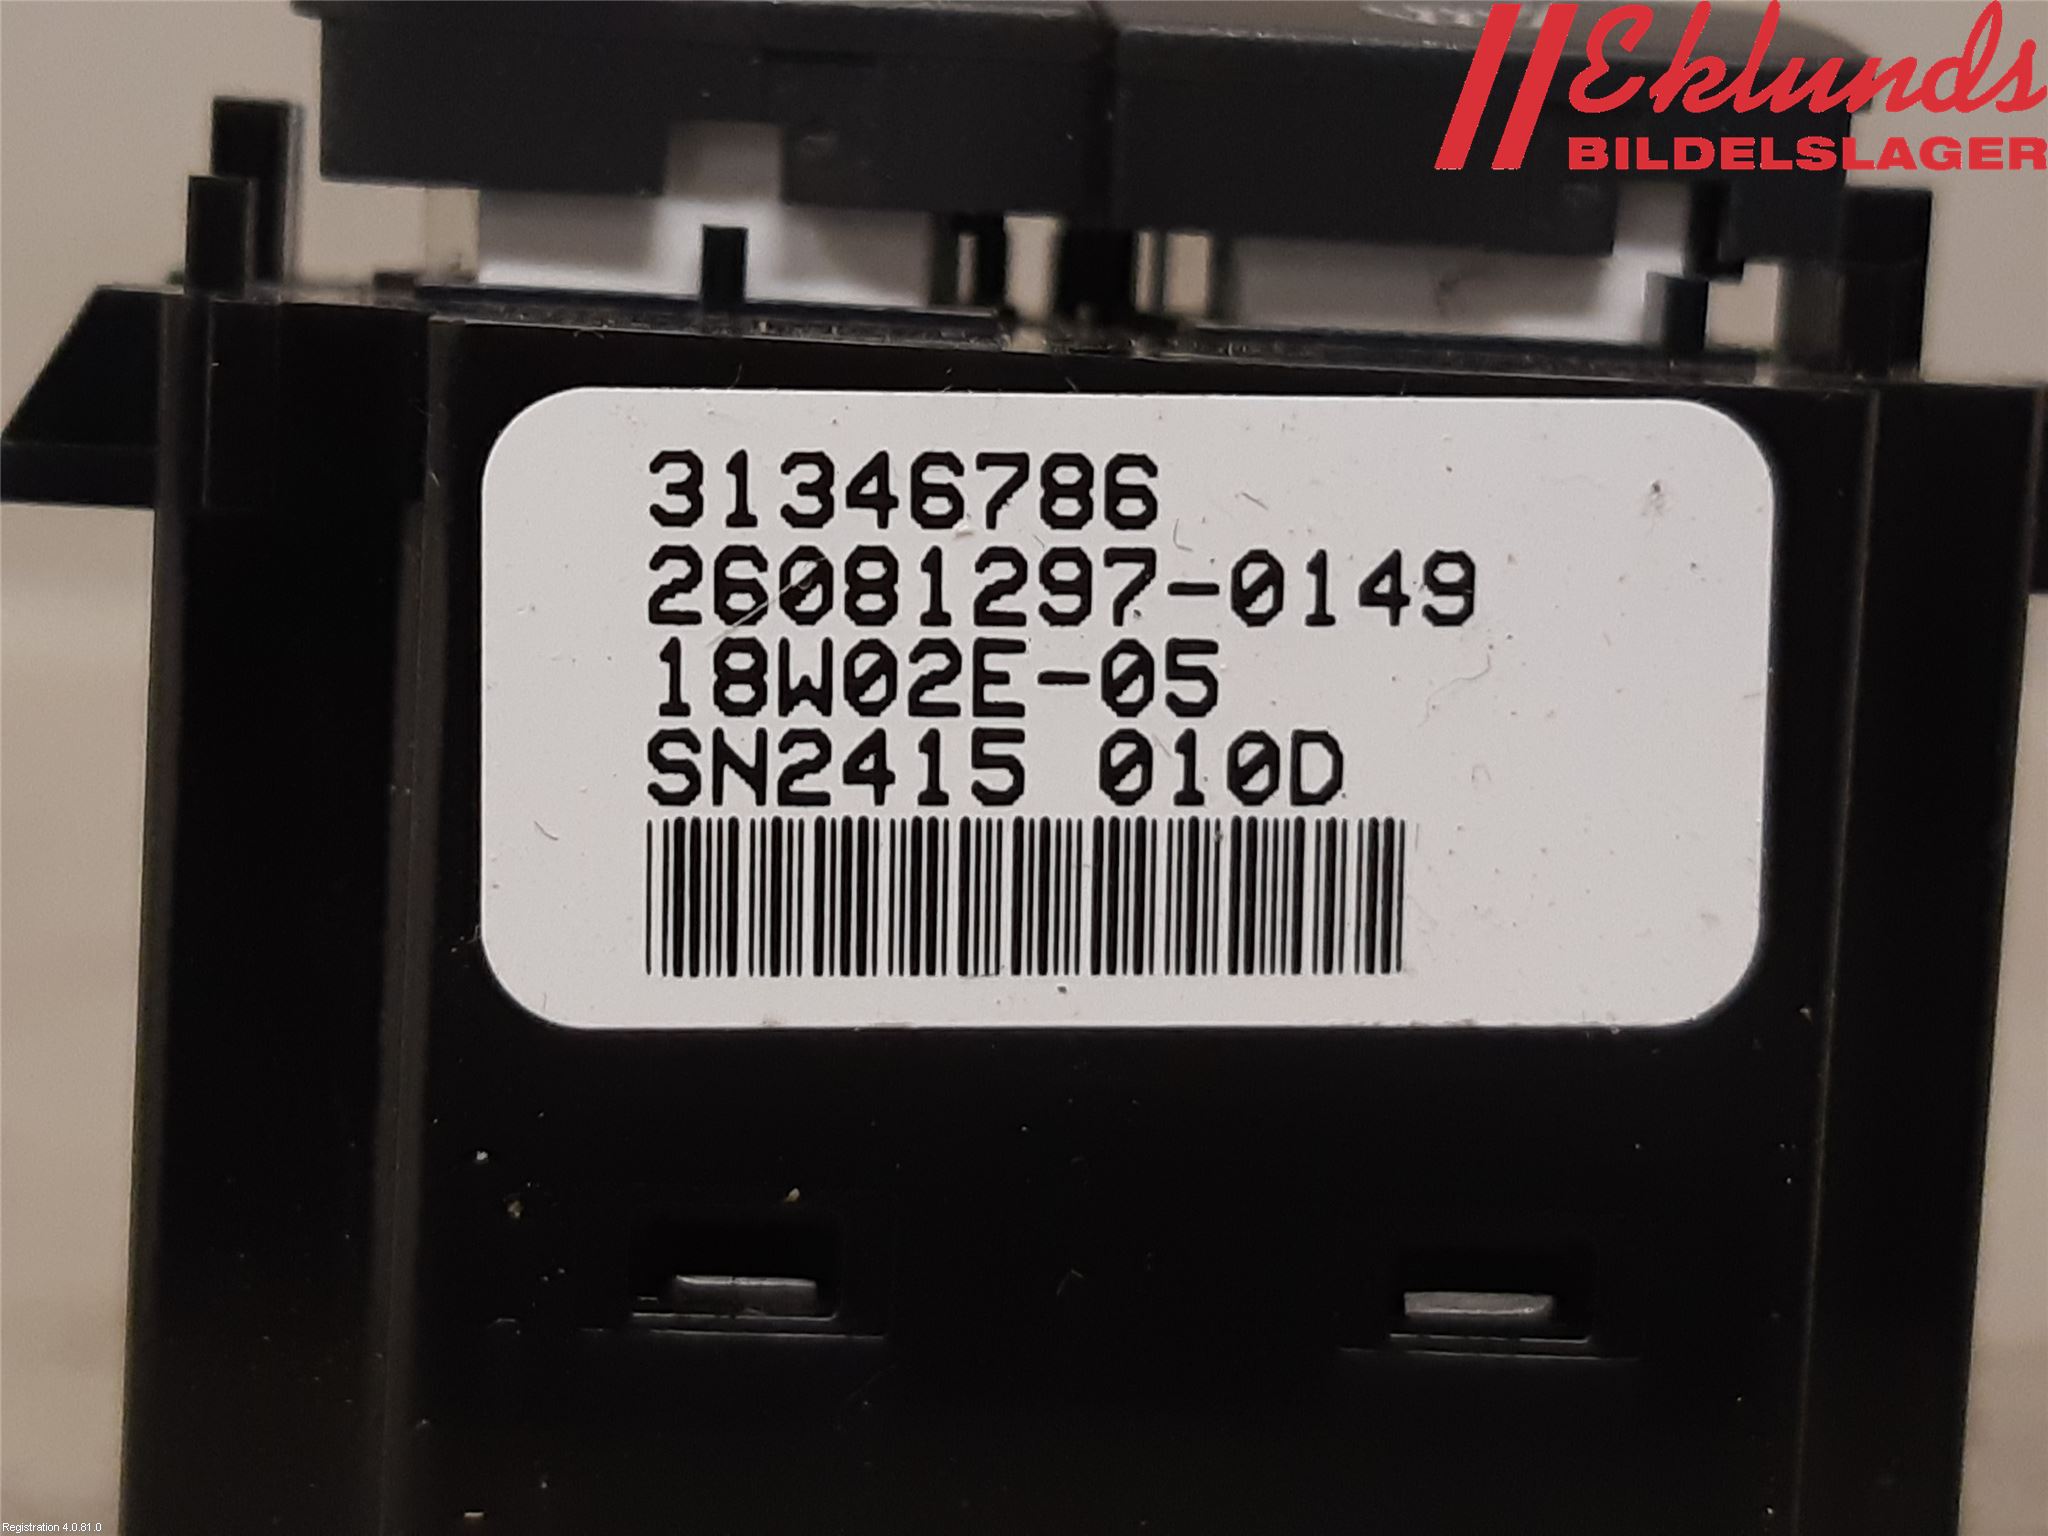 Eklunds
BILDELSLAGER
31346786
26081297-0149
18W02E-05
SN2415 010D
Registration 4.0.81.0